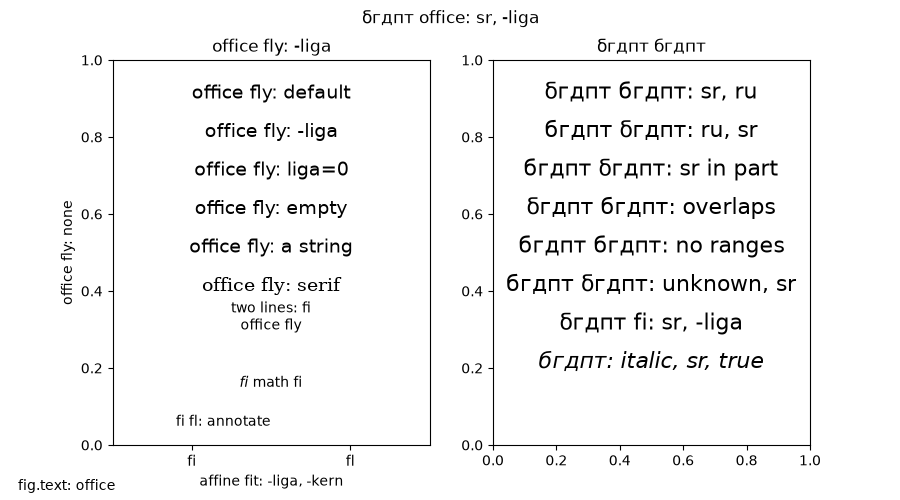 бгдпт office: sr, -liga
office fly: -liga
1.0
0.8
0.6
0.4
0.2
0.0
office fly: none
office fly: default
office fly: -liga
office fly: liga=0
office fly: empty
office fly: a string
office fly: serif
two lines: fi
office fly
fi math fi
fi fl: annotate
fi
fl
affine fit: -liga, -kern
бгдпт бгдпт
1.0
0.8
0.6
0.4
0.2
0.0
бгдпт бгдпт: sr, ru
бгдпт бгдпт: ru, sr
бгдпт бгдпт: sr in part
бгдпт бгдпт: overlaps
бгдпт бгдпт: no ranges
бгдпт бгдпт: unknown, sr
бгдпт fi: sr, -liga
бгдпт: italic, sr, true
0.0
0.2
0.4
0.6
0.8
1.0
fig.text: office